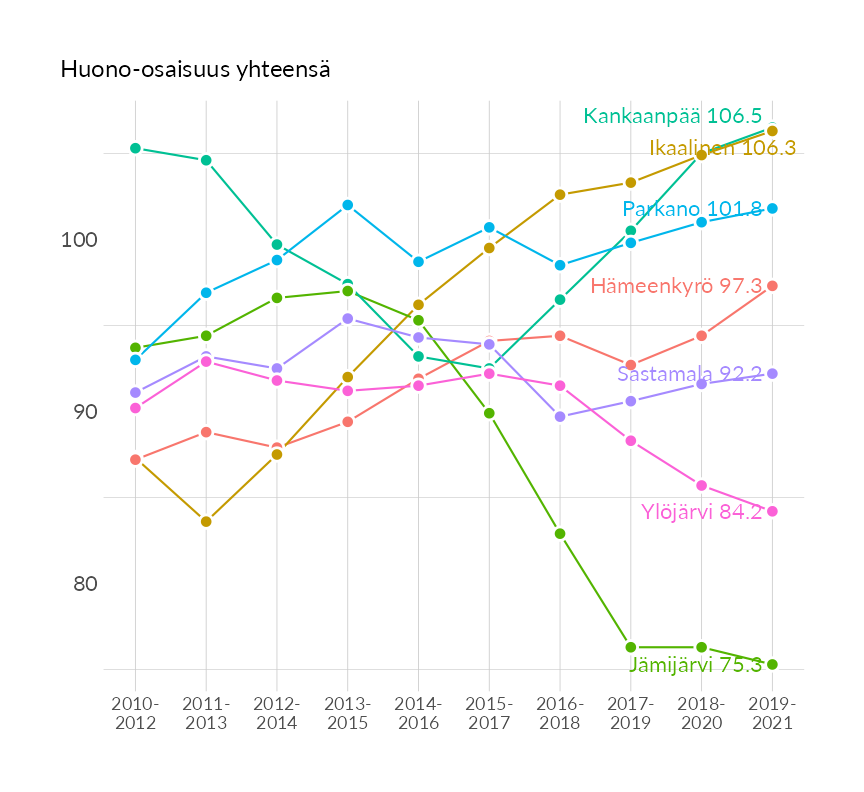 Huono-osaisuus yhteensä
Kankaanpää 106.5
Ikaalinen 106.3
Parkano 101.8
100
Hämeenkyrö 97.3
Sastamala 92.2
90
Ylöjärvi 84.2
80
Jämijärvi 75.3
2010- 2011- 2012- 2013- 2014- 2015- 2016- 2017- 2018- 2019-
2012 2013 2014 2015 2016 2017 2018 2019 2020 2021